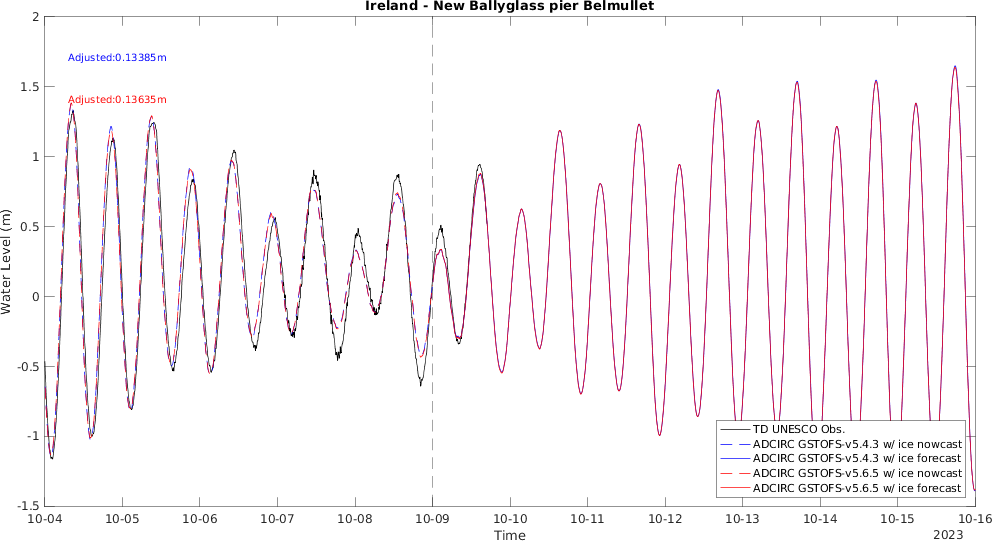 Ireland - New Ballyglass pier Belmullet
Adjusted:0.13385m
Adjusted:0.13635m
Water Level (m)
2
1.5
1
0.5
0
-0.5
-1
-1.5
TD UNESCO Obs.
ADCIRC GSTOFS-v5.4.3 w/ ice nowcast
ADCIRC GSTOFS-v5.4.3 w/ ice forecast
ADCIRC GSTOFS-v5.6.5 w/ ice nowcast
ADCIRC GSTOFS-v5.6.5 w/ ice forecast
10-04 10-05 10-06 10-07 10-08 10-09 10-10 10-11 10-12 10-13 10-14 10-15 10-16
Time
2023